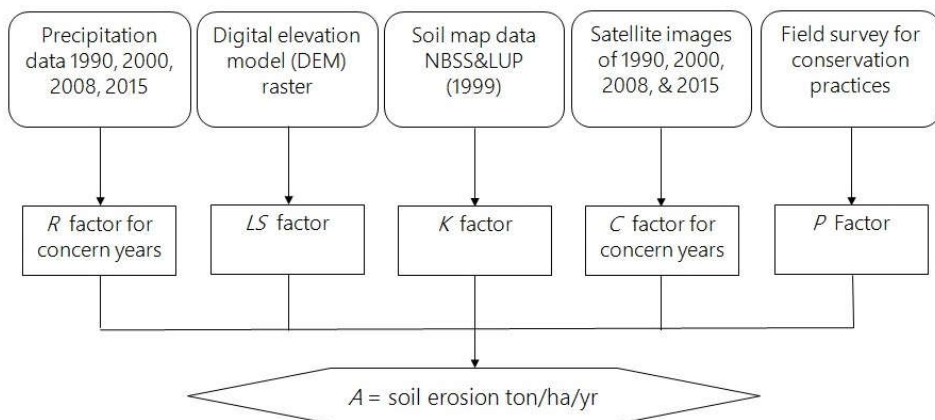 Precipitation
data 1990, 2000,
2008, 2015
Digital elevation
model (DEM)
raster
Soil map data
NBSS&LUP
(1999)
Satellite images
of 1990, 2000,
2008, & 2015
Field survey for
conservation
practices
R factor for
concern years
LS factor
K factor
C factor for
concern years
P Factor
A = soil erosion ton/ha/yr